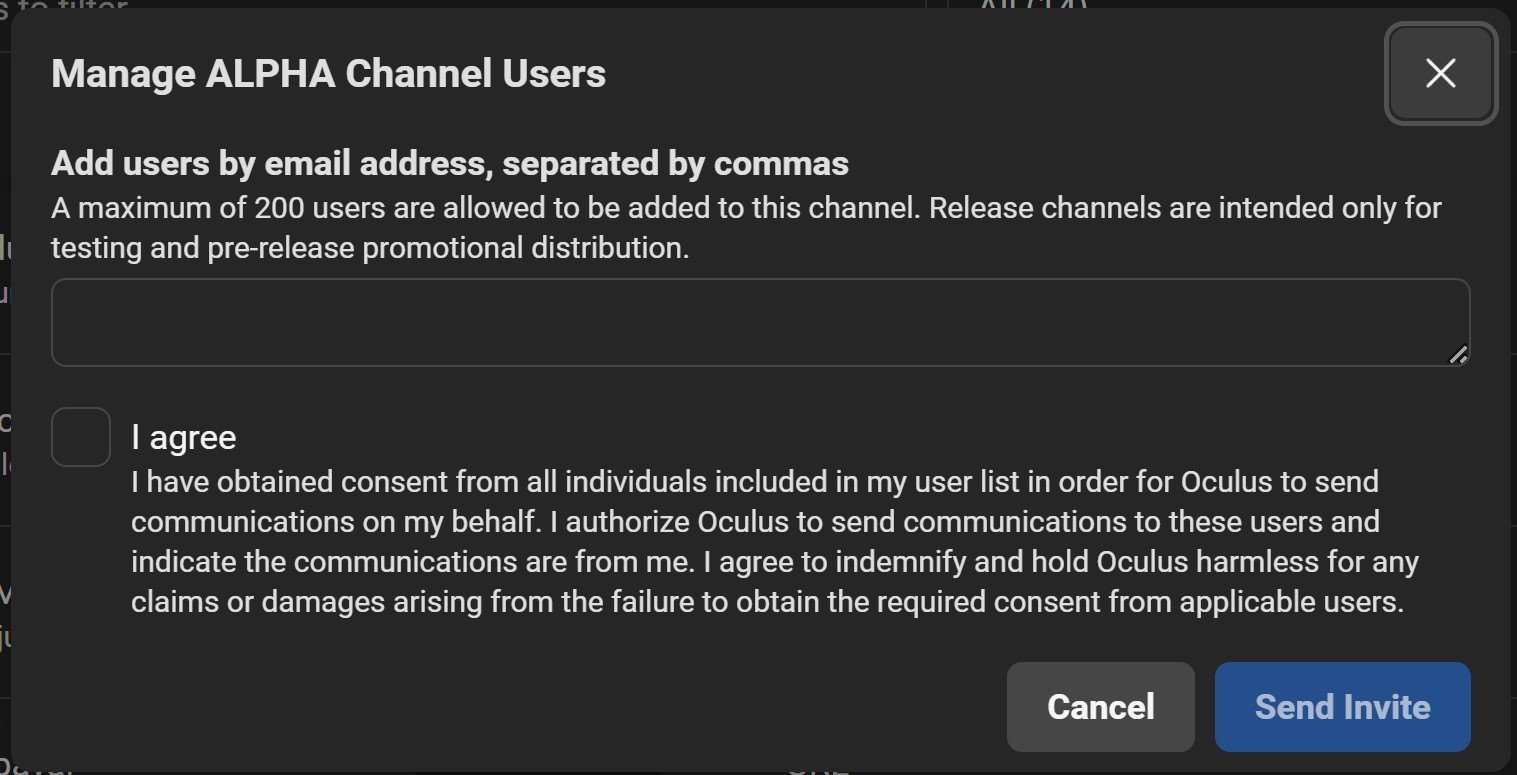 s to filter
All (14)
Manage ALPHA Channel Users
Add users by email address, separated by commas
A maximum of 200 users are allowed to be added to this channel. Release channels are intended only for
testing and pre-release promotional distribution.
I agree
I have obtained consent from all individuals included in my user list in order for Oculus to send
communications on my behalf. I authorize Oculus to send communications to these users and
indicate the communications are from me. I agree to indemnify and hold Oculus harmless for any
claims or damages arising from the failure to obtain the required consent from applicable users.
Cancel
Send Invite